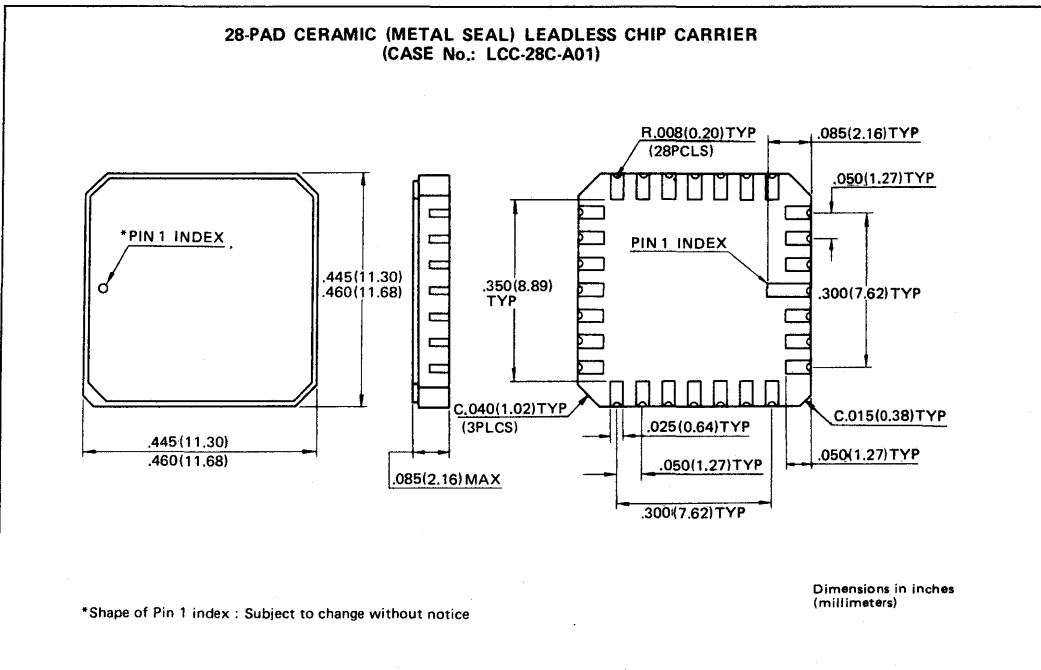 28-PAD CERAMIC (METAL SEAL) LEADLESS CHIP CARRIER
(CASE No.: LCC-28C-A01)
R.008(0.20)TYP
(28PCLS)
.085(2.16)TYP
.050(1.27)TYP
*PIN 1 INDEX
PIN 1 INDEX
.445(11.30)
.460(11.68)
.350(8.89)
TYP
.300(7.62)TYP
C.040(1.02)TYP
(3PLCS)
C.015(0.38)TYP
.025(0.64)TYP
.445(11.30)
.460(11.68)
.050(1.27)TYP
.050(1.27)TYP
.085(2.16)MAX
.300(7.62)TYP
Dimensions in inches
(millimeters)
*Shape of Pin 1 index : Subject to change without notice